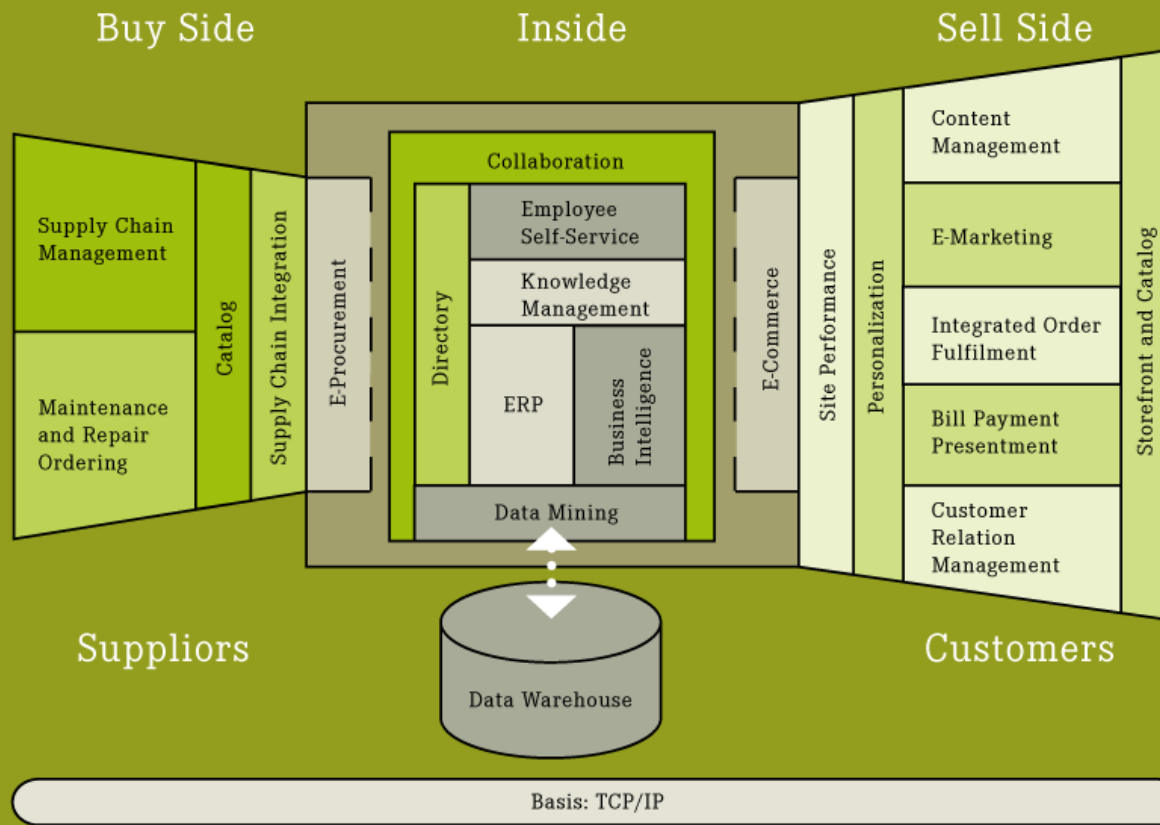 Buy Side
Inside
Sell Side
Supply Chain
Management
Maintenance
and Repair
Ordering
Catalog
Supply Chain Integration
E-Procurement
Collaboration
Directory
Employee
Self-Service
Knowledge
Management
ERP
Business
Intelligence
Data Mining
E-Commerce
Site Performance
Personalization
Content
Management
E-Marketing
Integrated Order
Fulfilment
Bill Payment
Presentment
Customer
Relation
Management
Storefront and Catalog
Suppliors
Data Warehouse
Customers
Basis: TCP/IP